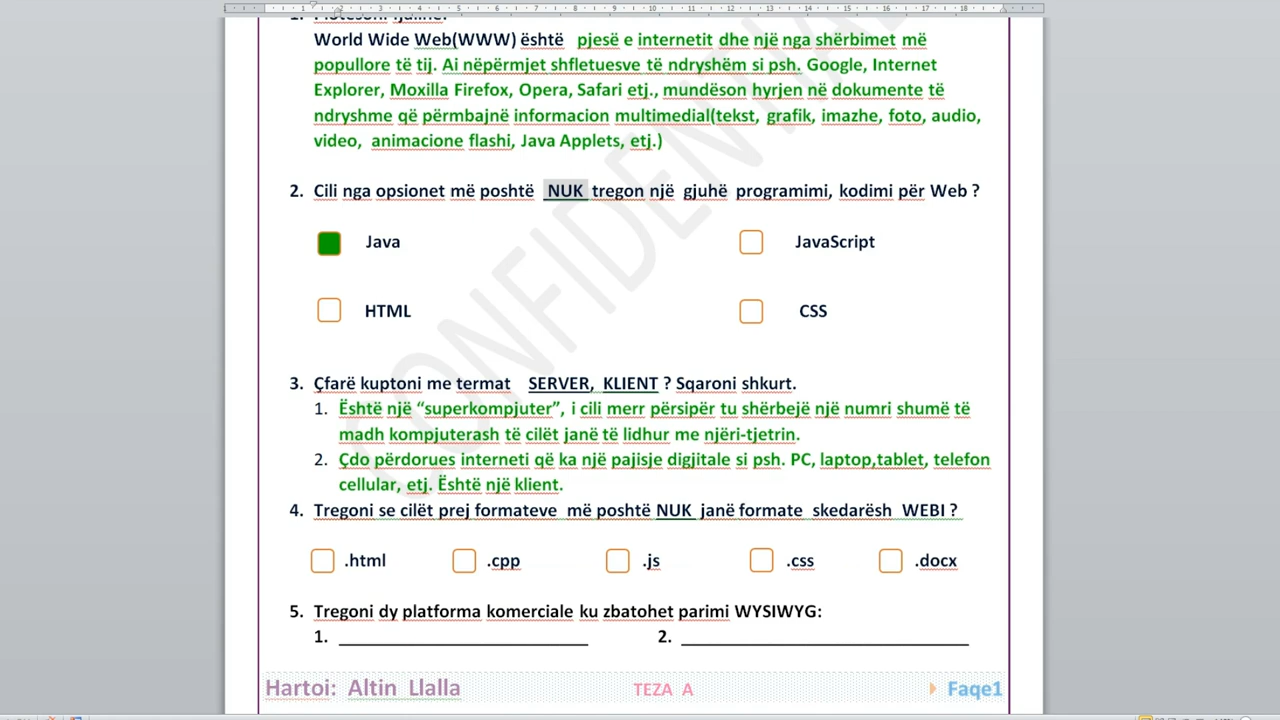 1. Plotësoni fjalinë:
World Wide Web(WWW) është pjesë e internetit dhe një nga shërbimet më
popullore të tij. Ai nëpërmjet shfletuesve të ndryshëm si psh. Google, Internet
Explorer, Moxilla Firefox, Opera, Safari etj., mundëson hyrjen në dokumente të
ndryshme që përmbajnë informacion multimedial(tekst, grafik, imazhe, foto, audio,
video, animacione flashi, Java Applets, etj.)
2. Cili nga opsionet më poshtë NUK tregon një gjuhë programimi, kodimi për Web ?
Java JavaScript
HTML CSS
3. Çfarë kuptoni me termat SERVER, KLIENT ? Sqaroni shkurt.
1. Është një “superkompjuter”, i cili merr përsipër tu shërbejë një numri shumë të
madh kompjuterash të cilët janë të lidhur me njëri-tjetrin.
2. Çdo përdorues interneti që ka një pajisje digjitale si psh. PC, laptop,tablet, telefon
cellular, etj. Është një klient.
4. Tregoni se cilët prej formateve më poshtë NUK janë formate skedarësh WEBI ?
.html .cpp .js .css .docx
5. Tregoni dy platforma komerciale ku zbatohet parimi WYSIWYG:
1. 2.
Hartoi: Altin Llalla TEZA A Faqe1
CONFIDENTIAL